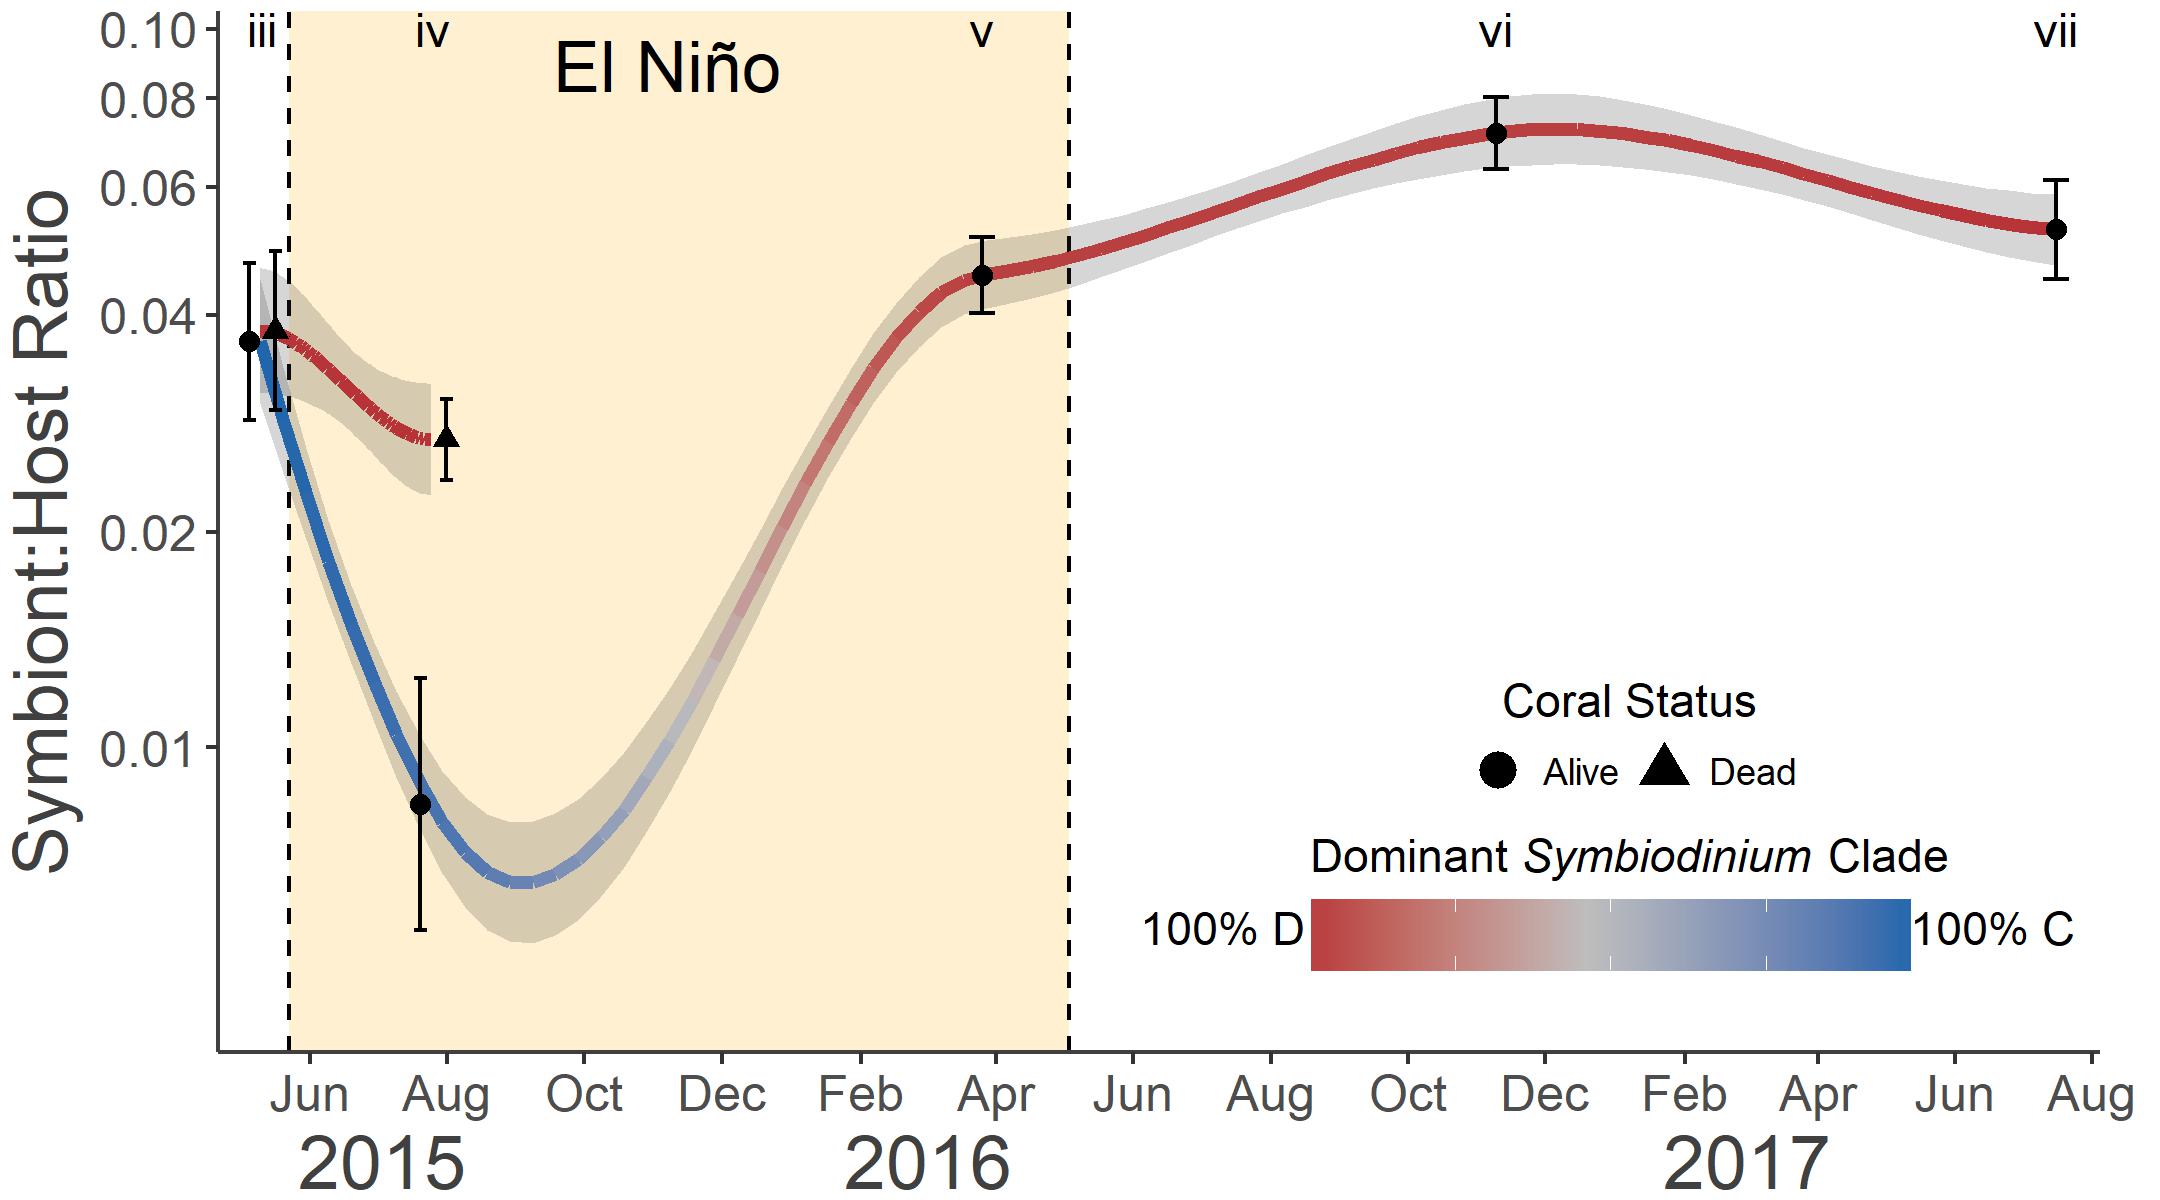 iii iv v vi vii
El Niño
0.10
0.08
0.06
0.04
0.02
0.01
Symbiont:Host Ratio
Coral Status
Alive Dead
Dominant Symbiodinium Clade
100% D 100% C
Jun Aug Oct Dec Feb Apr Jun Aug Oct Dec Feb Apr Jun Aug
2015 2016 2017